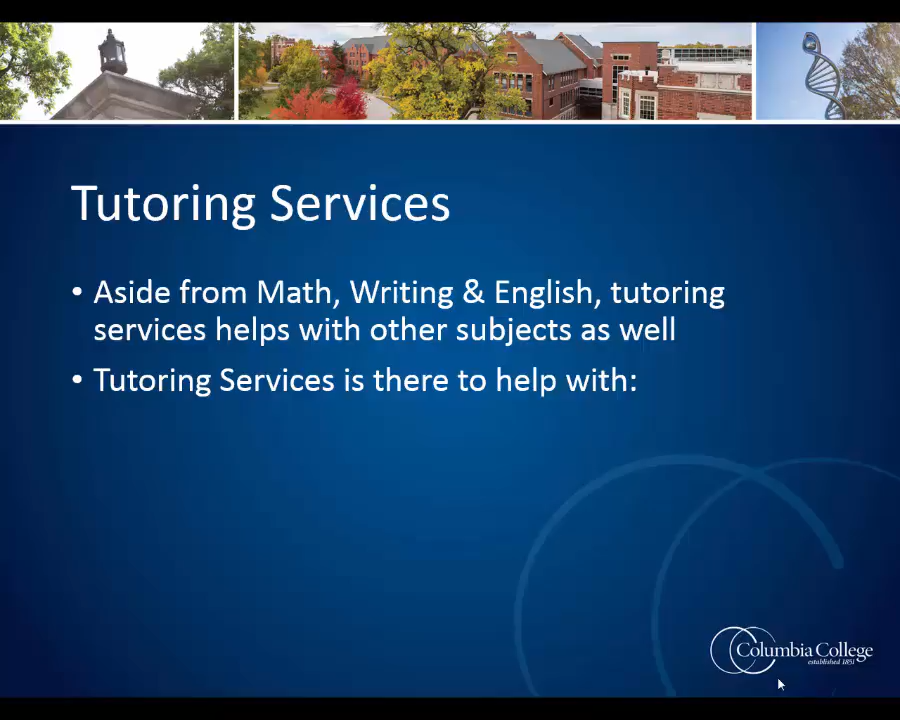 Tutoring Services
• Aside from Math, Writing & English, tutoring
services helps with other subjects as well
• Tutoring Services is there to help with:
Columbia College
established 1851